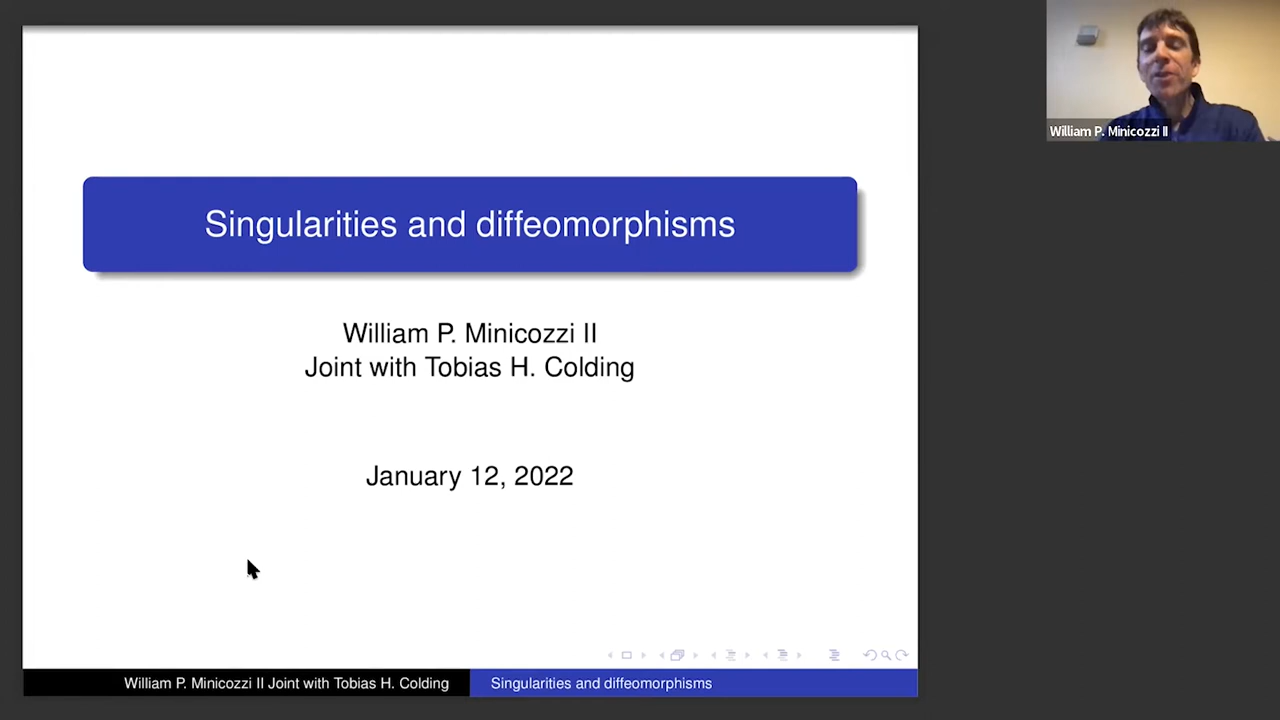 Singularities and diffeomorphisms
William P. Minicozzi II
Joint with Tobias H. Colding
January 12, 2022
William P. Minicozzi II Joint with Tobias H. Colding
Singularities and diffeomorphisms
William P. Minicozzi II